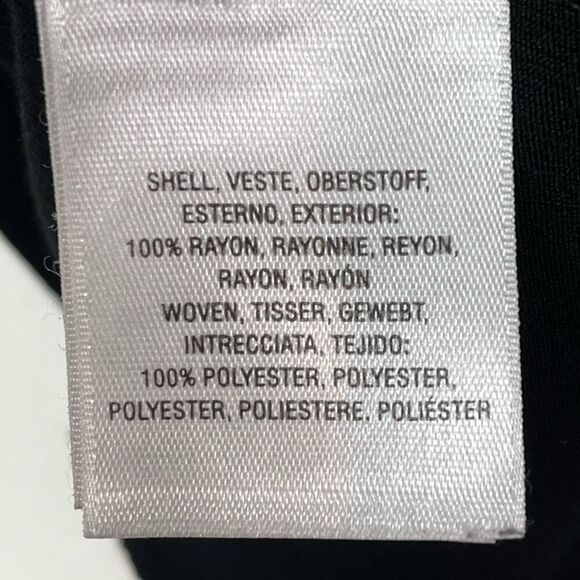 SHELL, VESTE, OBERSTOFF,
ESTERNO, EXTERIOR:
100% RAYON, RAYONNE, REYON,
RAYON, RAYÓN
WOVEN, TISSER, GEWEBT,
INTRECCIATA, TEJIDO:
100% POLYESTER, POLYESTER,
POLYESTER, POLIESTERE, POLIÉSTER